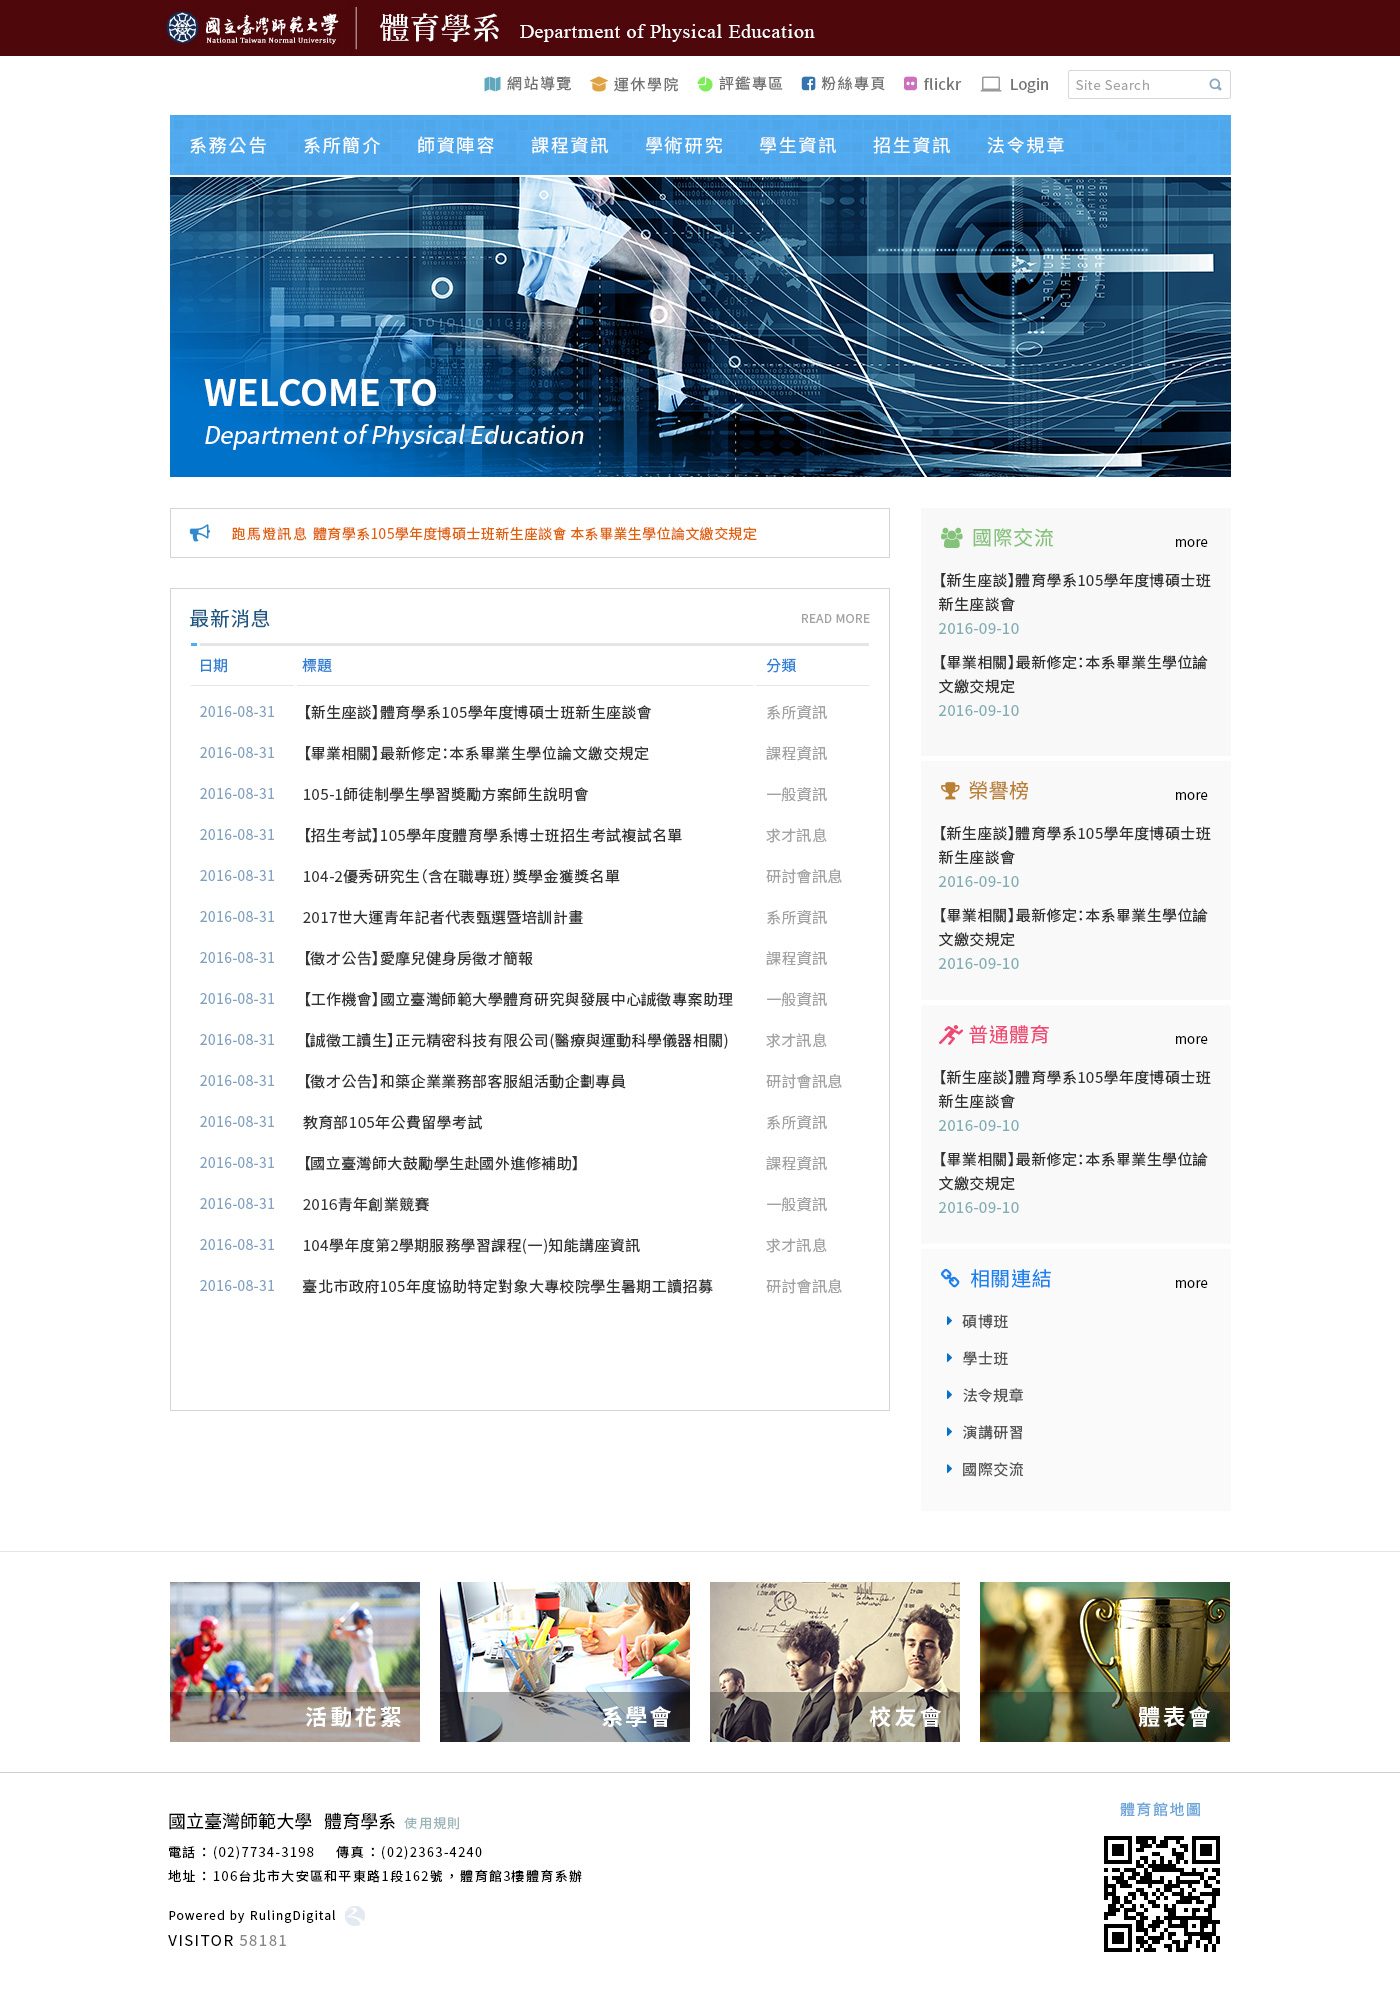 國立臺灣師範大學
National Taiwan Normal University
體育學系 Department of Physical Education
網站導覽 運休學院 評鑑專區 粉絲專頁 flickr Login Site Search
系務公告 系所簡介 師資陣容 課程資訊 學術研究 學生資訊 招生資訊 法令規章
WELCOME TO
Department of Physical Education
跑馬燈訊息 體育學系105學年度博碩士班新生座談會 本系畢業生學位論文繳交規定
最新消息 READ MORE
日期 標題 分類
2016-08-31 【新生座談】體育學系105學年度博碩士班新生座談會 系所資訊
2016-08-31 【畢業相關】最新修定：本系畢業生學位論文繳交規定 課程資訊
2016-08-31 105-1師徒制學生學習獎勵方案師生說明會 一般資訊
2016-08-31 【招生考試】105學年度體育學系博士班招生考試複試名單 求才訊息
2016-08-31 104-2優秀研究生（含在職專班）獎學金獲獎名單 研討會訊息
2016-08-31 2017世大運青年記者代表甄選暨培訓計畫 系所資訊
2016-08-31 【徵才公告】愛摩兒健身房徵才簡報 課程資訊
2016-08-31 【工作機會】國立臺灣師範大學體育研究與發展中心誠徵專案助理 一般資訊
2016-08-31 【誠徵工讀生】正元精密科技有限公司(醫療與運動科學儀器相關) 求才訊息
2016-08-31 【徵才公告】和築企業業務部客服組活動企劃專員 研討會訊息
2016-08-31 教育部105年公費留學考試 系所資訊
2016-08-31 【國立臺灣師大鼓勵學生赴國外進修補助】 課程資訊
2016-08-31 2016青年創業競賽 一般資訊
2016-08-31 104學年度第2學期服務學習課程(一)知能講座資訊 求才訊息
2016-08-31 臺北市政府105年度協助特定對象大專校院學生暑期工讀招募 研討會訊息
國際交流 more
【新生座談】體育學系105學年度博碩士班
新生座談會
2016-09-10
【畢業相關】最新修定：本系畢業生學位論
文繳交規定
2016-09-10
榮譽榜 more
【新生座談】體育學系105學年度博碩士班
新生座談會
2016-09-10
【畢業相關】最新修定：本系畢業生學位論
文繳交規定
2016-09-10
普通體育 more
【新生座談】體育學系105學年度博碩士班
新生座談會
2016-09-10
【畢業相關】最新修定：本系畢業生學位論
文繳交規定
2016-09-10
相關連結 more
碩博班
學士班
法令規章
演講研習
國際交流
活動花絮
系學會
校友會
體表會
國立臺灣師範大學 體育學系 使用規則
電話：(02)7734-3198 傳真：(02)2363-4240
地址：106台北市大安區和平東路1段162號，體育館3樓體育系辦
Powered by RulingDigital
VISITOR 58181
體育館地圖